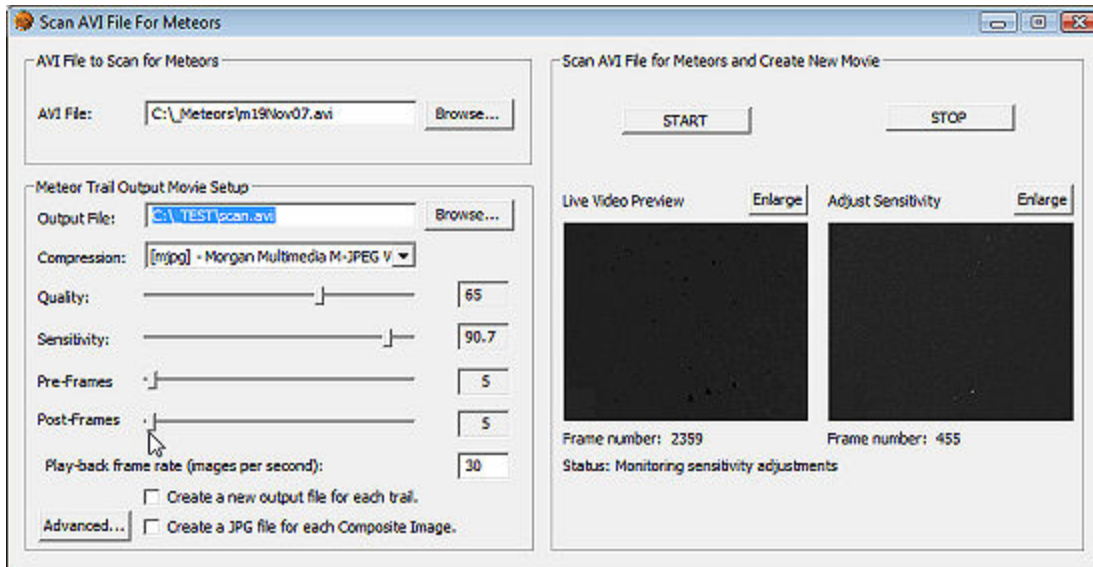 Scan AVI File For Meteors
AVI File to Scan for Meteors
AVI File: C:\_Meteors\m19Nov07.avi Browse...
Meteor Trail Output Movie Setup
Output File: C:\_TEST\scan.avi Browse...
Compression: [mjpg] - Morgan Multimedia M-JPEG V
Quality: 65
Sensitivity: 90.7
Pre-Frames 5
Post-Frames 5
Play-back frame rate (images per second): 30
Create a new output file for each trail.
Advanced... Create a JPG file for each Composite Image.
Scan AVI File for Meteors and Create New Movie
START STOP
Live Video Preview Enlarge Adjust Sensitivity Enlarge
Frame number: 2359 Frame number: 455
Status: Monitoring sensitivity adjustments